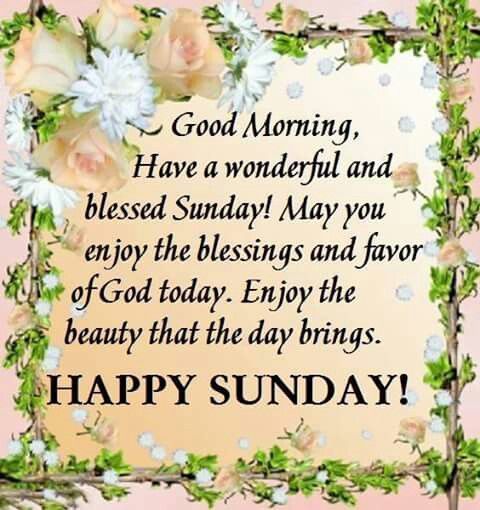 Good Morning,
Have a wonderful and
blessed Sunday! May you
enjoy the blessings and favor
of God today. Enjoy the
beauty that the day brings.
HAPPY SUNDAY!